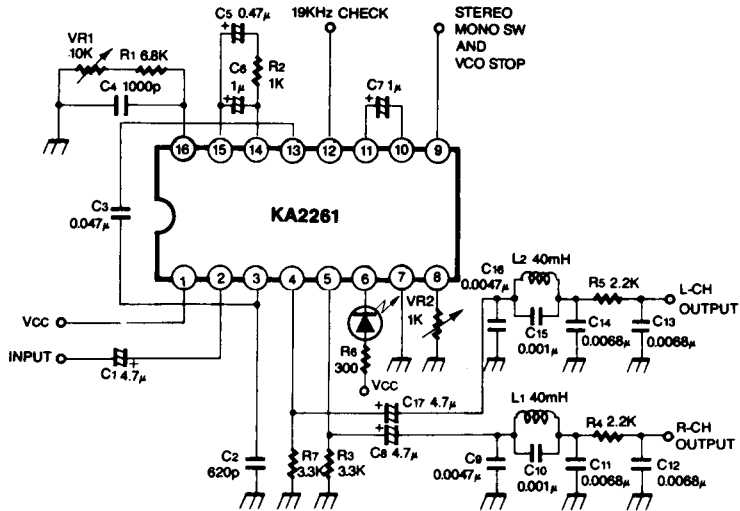 C5 0.47μ
19KHz CHECK
STEREO
MONO SW
AND
VCO STOP
VR1
10K
R1 6.8K
C4 1000p
C6
1μ
R2
1K
C7 1μ
+
+
+
16
15
14
13
12
11
10
9
C3
0.047μ
KA2261
1
2
3
4
5
6
7
8
VCC
INPUT
C1 4.7μ
+
VR2
1K
R6
300
VCC
C16
0.0047μ
L2 40mH
C15
0.001μ
R5 2.2K
C14
0.0068μ
C13
0.0068μ
L-CH
OUTPUT
+
C17 4.7μ
+
C8 4.7μ
C2
620p
R7
3.3K
R3
3.3K
C9
0.0047μ
L1 40mH
C10
0.001μ
R4 2.2K
C11
0.0068μ
C12
0.0068μ
R-CH
OUTPUT